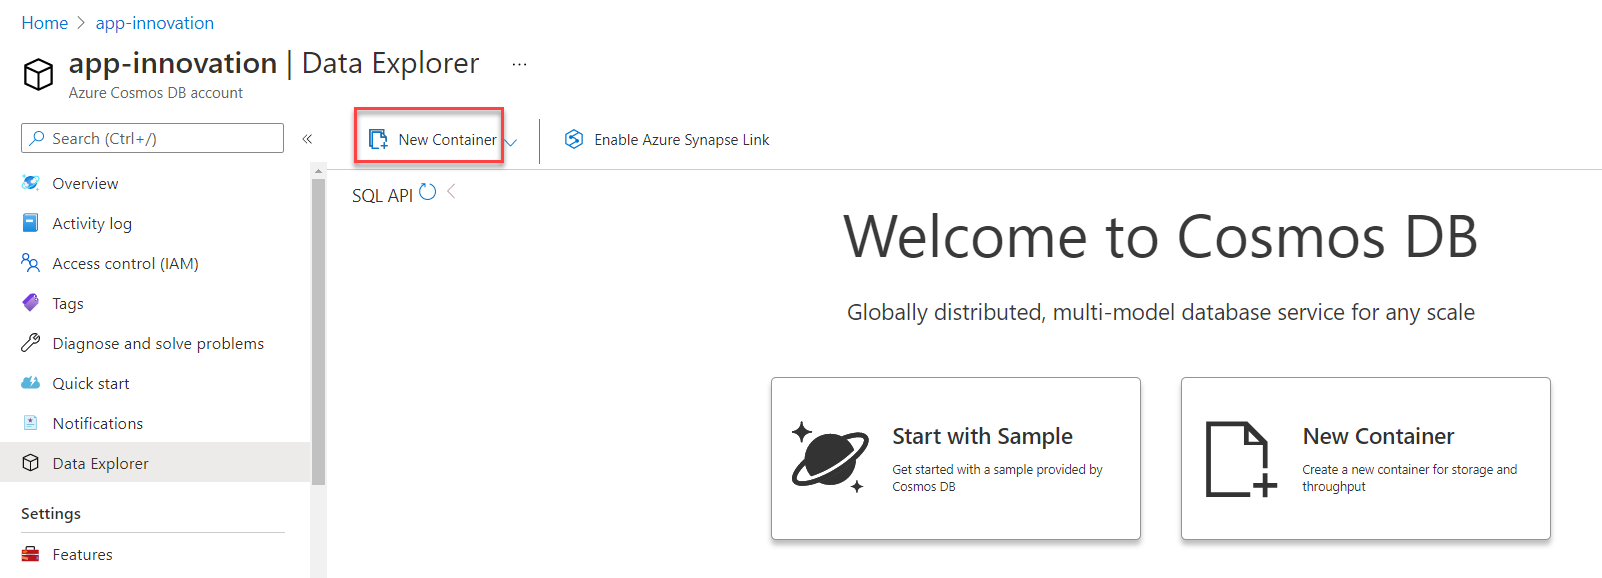 Home > app-innovation
app-innovation | Data Explorer ...
Azure Cosmos DB account
Search (Ctrl+/)
«
New Container
Enable Azure Synapse Link
Overview
Activity log
Access control (IAM)
Tags
Diagnose and solve problems
Quick start
Notifications
Data Explorer
Settings
Features
SQL API
Welcome to Cosmos DB
Globally distributed, multi-model database service for any scale
Start with Sample
Get started with a sample provided by
Cosmos DB
New Container
Create a new container for storage and
throughput